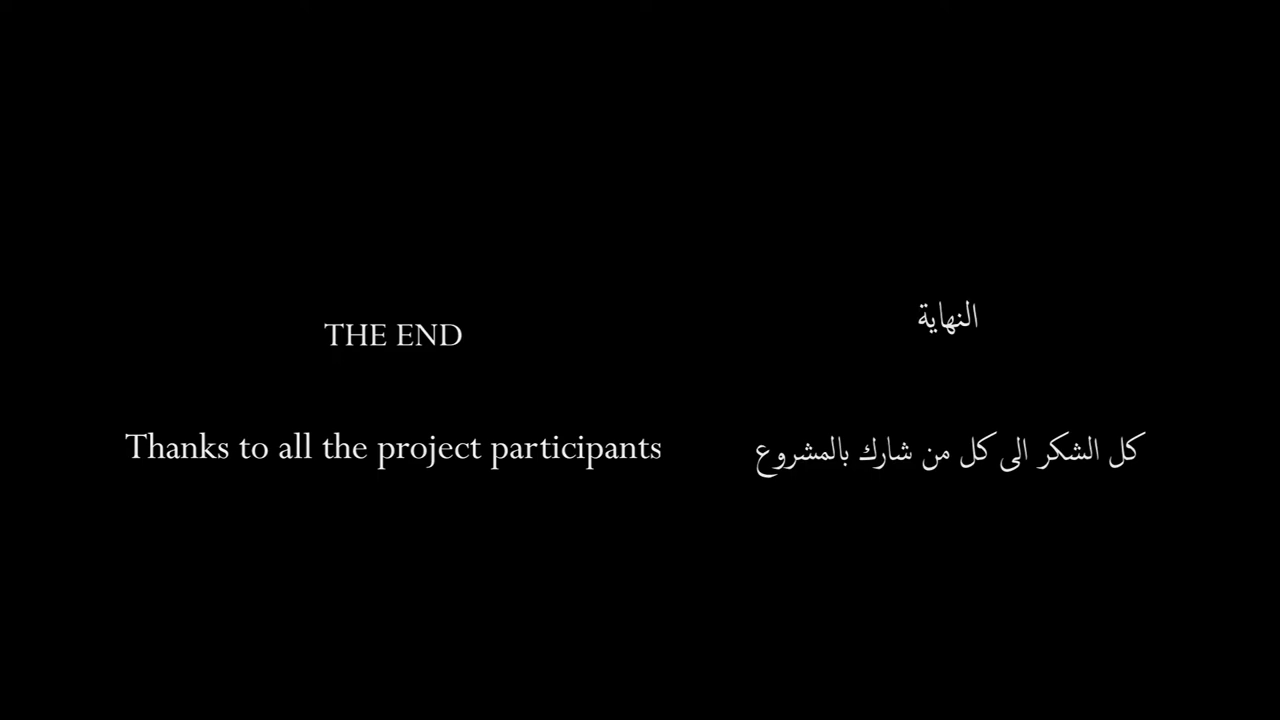 THE END
Thanks to all the project participants
النهاية
كل الشكر الى كل من شارك بالمشروع